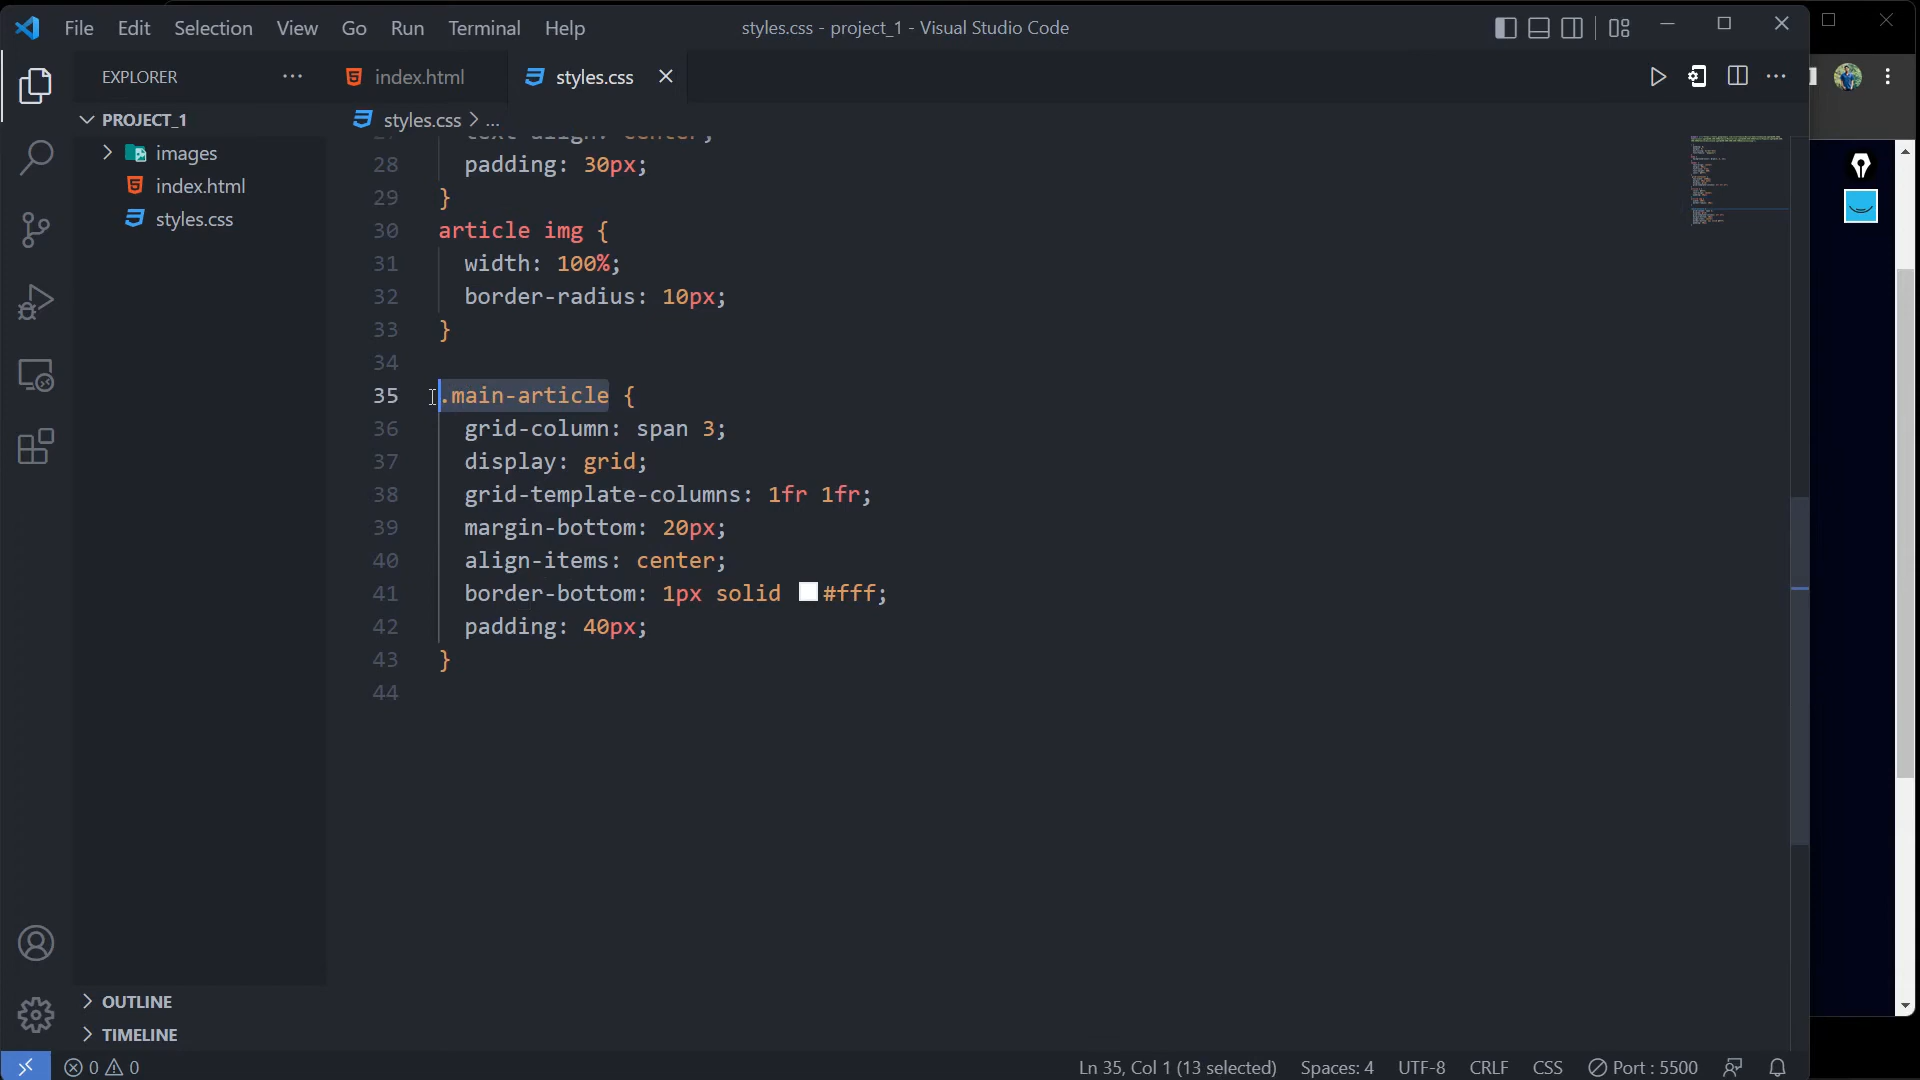 File Edit Selection View Go Run Terminal Help
styles.css - project_1 - Visual Studio Code
EXPLORER
index.html
styles.css
PROJECT_1
styles.css > ...
images
index.html
styles.css
27 text-align: center;
28 padding: 30px;
29 }
30 article img {
31 width: 100%;
32 border-radius: 10px;
33 }
34
35 .main-article {
36 grid-column: span 3;
37 display: grid;
38 grid-template-columns: 1fr 1fr;
39 margin-bottom: 20px;
40 align-items: center;
41 border-bottom: 1px solid #fff;
42 padding: 40px;
43 }
44
OUTLINE
TIMELINE
0 0
Ln 35, Col 1 (13 selected) Spaces: 4 UTF-8 CRLF CSS Port : 5500